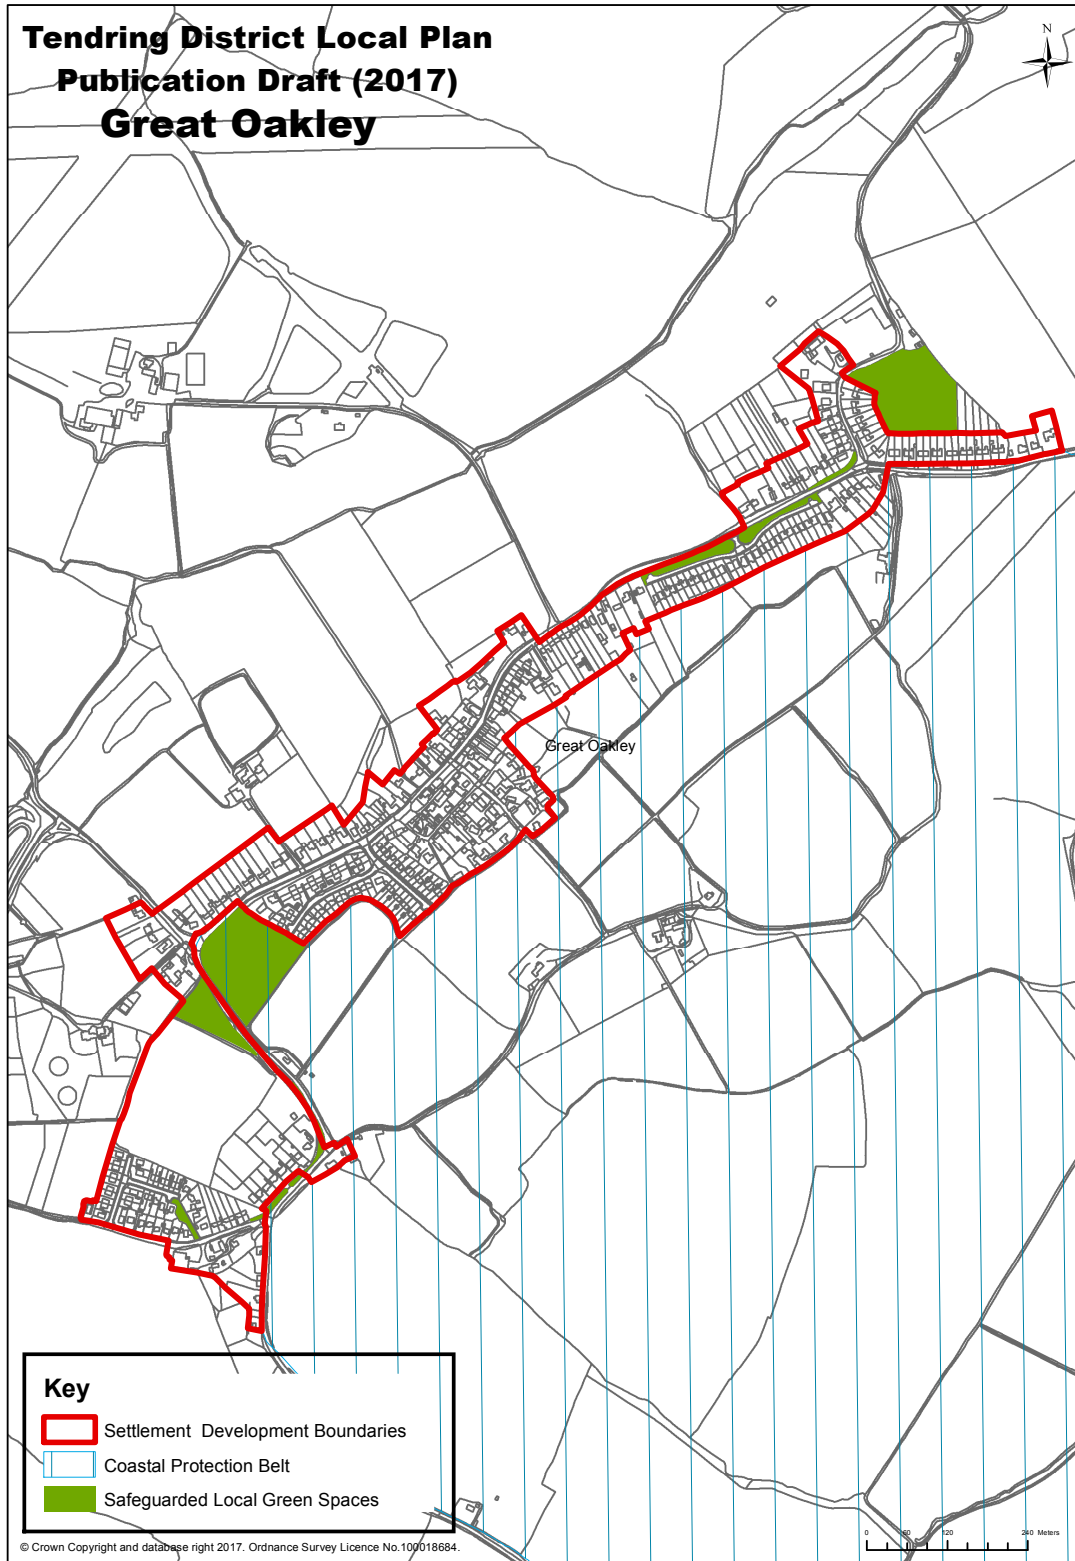 Tendring District Local Plan
Publication Draft (2017)
Great Oakley
N
Great Oakley
Key
Settlement Development Boundaries
Coastal Protection Belt
Safeguarded Local Green Spaces
0 60 120 240 Meters
© Crown Copyright and database right 2017. Ordnance Survey Licence No.100018684.